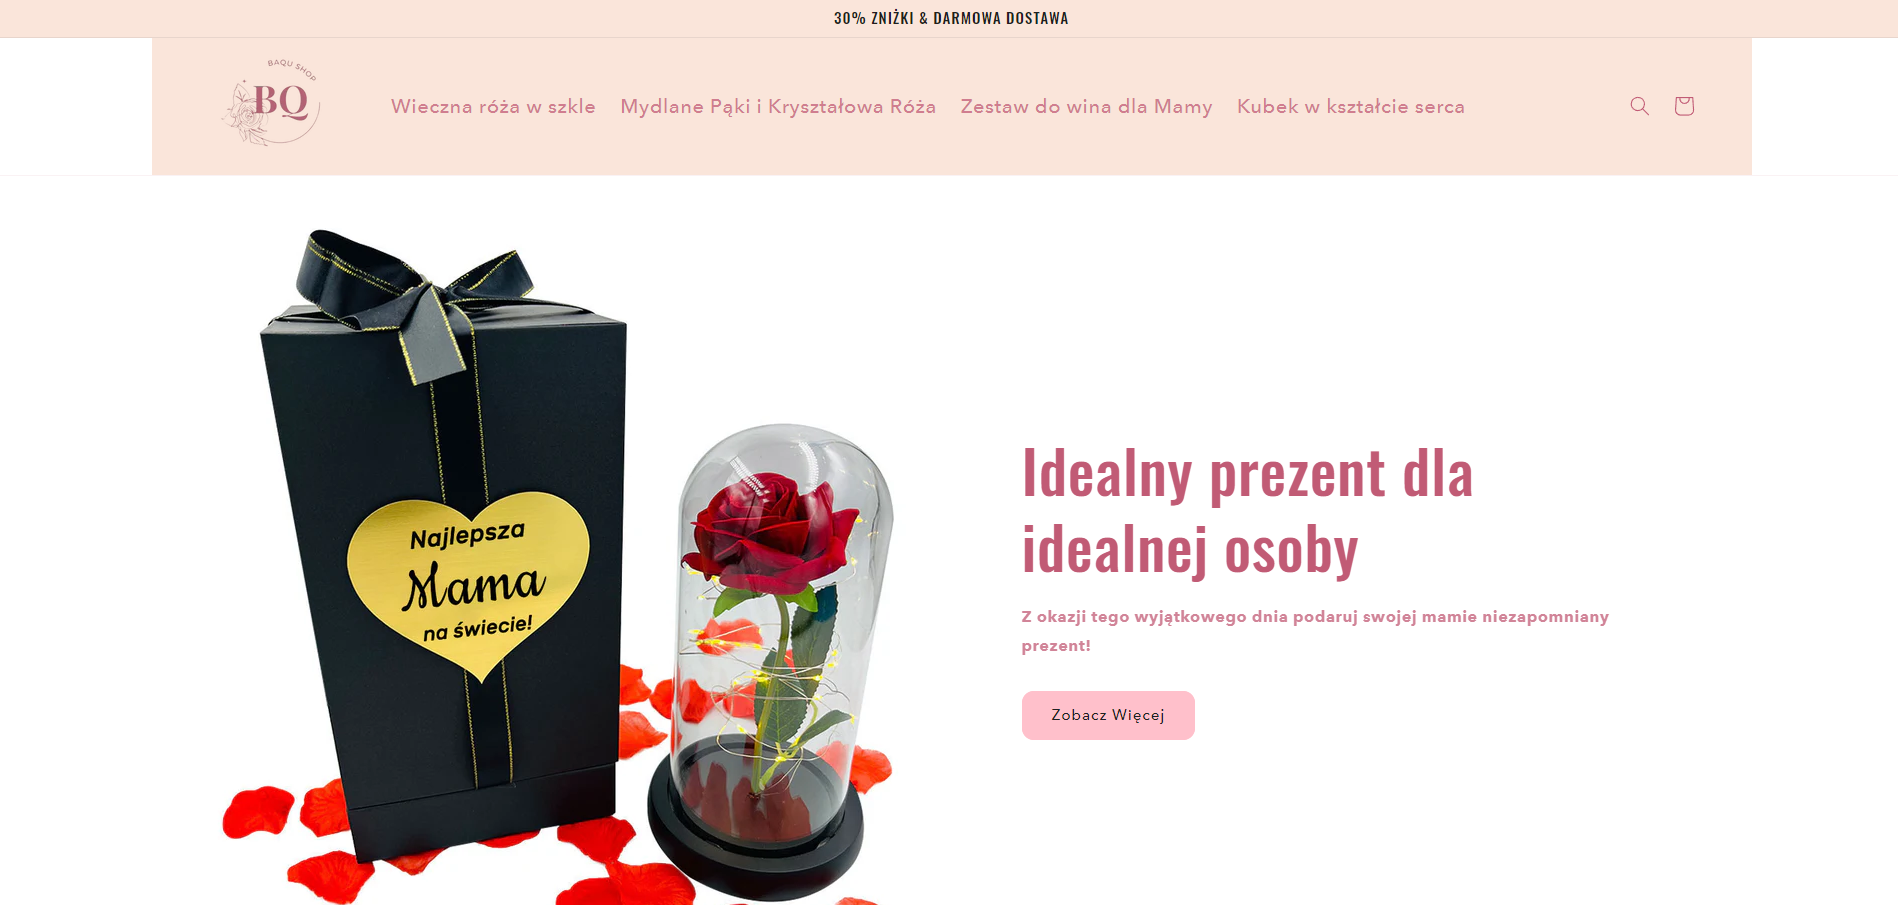 30% ZNIŻKI & DARMOWA DOSTAWA
BAQU SHOP
BQ
Wieczna róża w szkle
Mydlane Pąki i Kryształowa Róża
Zestaw do wina dla Mamy
Kubek w kształcie serca
Najlepsza
Mama
na świecie!
Idealny prezent dla
idealnej osoby
Z okazji tego wyjątkowego dnia podaruj swojej mamie niezapomniany
prezent!
Zobacz Więcej